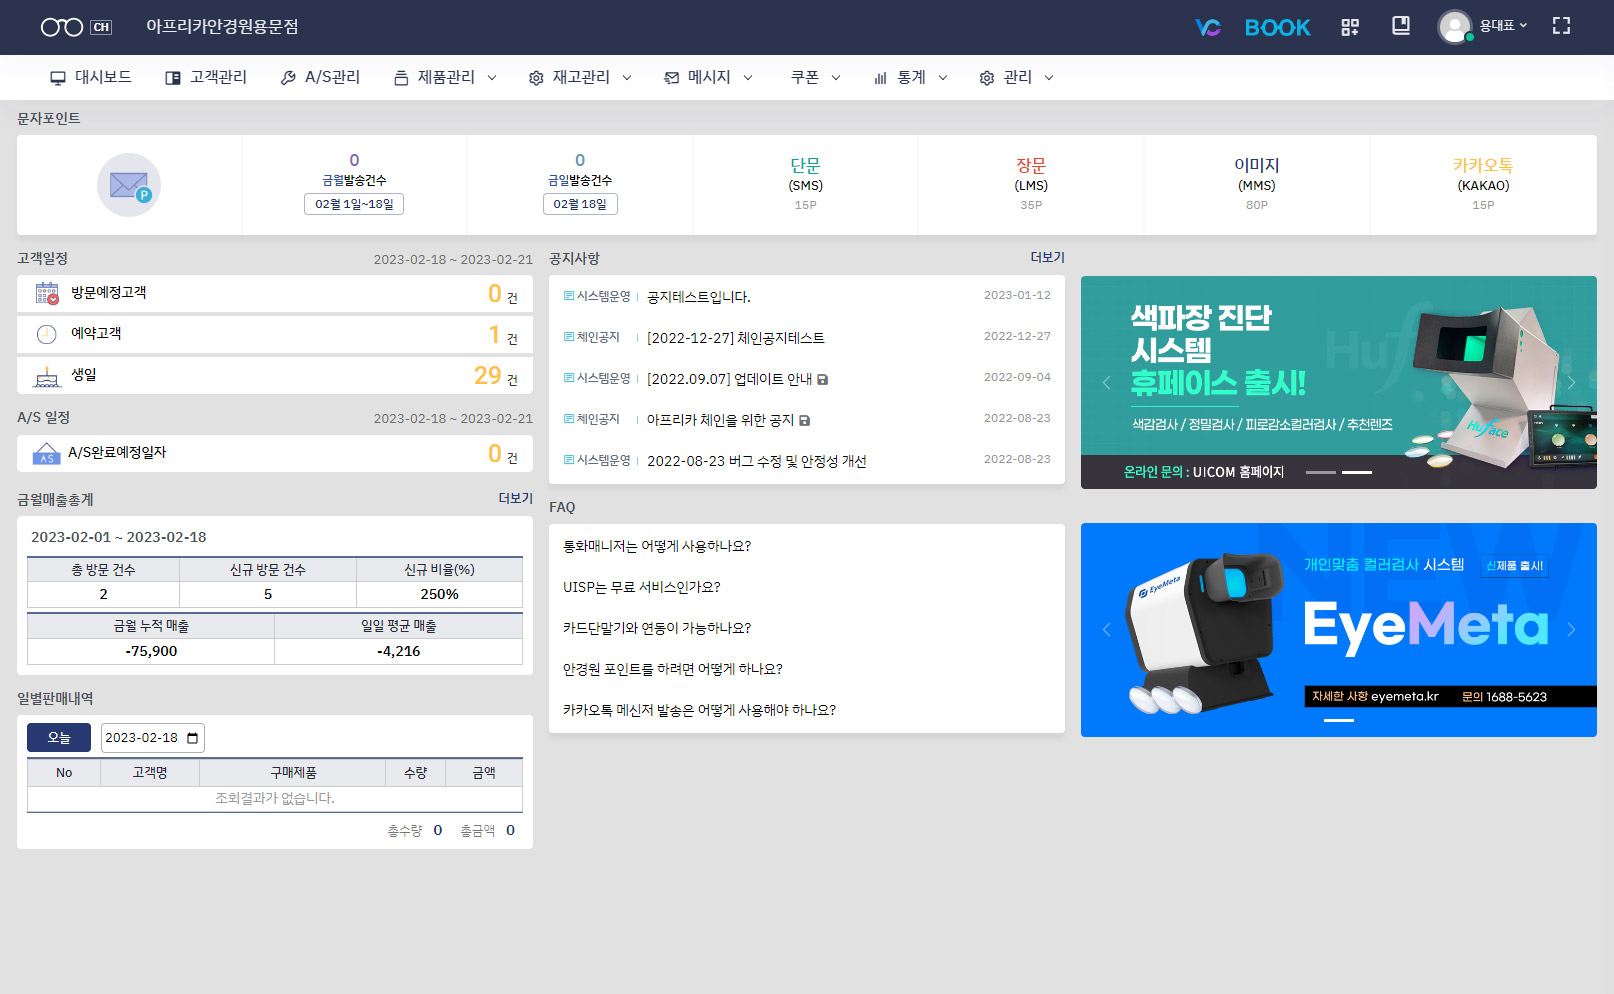 CH 아프리카안경원용문점
VC BOOK 용대표
대시보드 고객관리 A/S관리 제품관리 재고관리 메시지 쿠폰 통계 관리
문자포인트
P
0
금월발송건수
02월 1일~18일
0
금일발송건수
02월 18일
단문
(SMS)
15P
장문
(LMS)
35P
이미지
(MMS)
80P
카카오톡
(KAKAO)
15P
고객일정 2023-02-18 ~ 2023-02-21
방문예정고객 0 건
예약고객 1 건
생일 29 건
A/S 일정 2023-02-18 ~ 2023-02-21
AS A/S완료예정일자 0 건
금월매출총계 더보기
2023-02-01 ~ 2023-02-18
총 방문 건수 신규 방문 건수 신규 비율(%)
2 5 250%
금월 누적 매출 일일 평균 매출
-75,900 -4,216
일별판매내역
오늘 2023-02-18
No 고객명 구매제품 수량 금액
조회결과가 없습니다.
총수량 0 총금액 0
공지사항 더보기
시스템운영 공지테스트입니다. 2023-01-12
체인공지 [2022-12-27] 체인공지테스트 2022-12-27
시스템운영 [2022.09.07] 업데이트 안내 2022-09-04
체인공지 아프리카 체인을 위한 공지 2022-08-23
시스템운영 2022-08-23 버그 수정 및 안정성 개선 2022-08-23
FAQ
통화매니저는 어떻게 사용하나요?
UISP는 무료 서비스인가요?
카드단말기와 연동이 가능하나요?
안경원 포인트를 하려면 어떻게 하나요?
카카오톡 메신저 발송은 어떻게 사용해야 하나요?
색파장 진단
시스템
휴페이스 출시!
색감검사 / 정밀검사 / 피로감소컬러검사 / 추천렌즈
온라인 문의 : UICOM 홈페이지
Huface
Huf
NEW
EyeMeta
개인맞춤 컬러검사 시스템 신제품 출시!
EyeMeta
자세한 사항 eyemeta.kr 문의 1688-5623